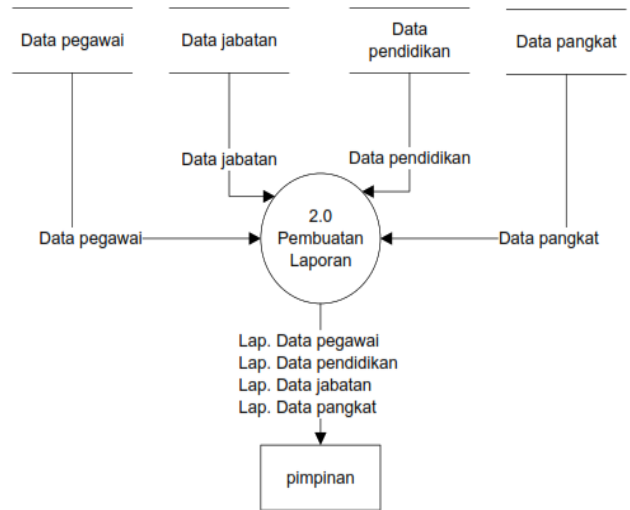 Data pegawai
Data jabatan
Data
pendidikan
Data pangkat
Data jabatan
Data pendidikan
2.0
Pembuatan
Laporan
Data pegawai
Data pangkat
Lap. Data pegawai
Lap. Data pendidikan
Lap. Data jabatan
Lap. Data pangkat
pimpinan